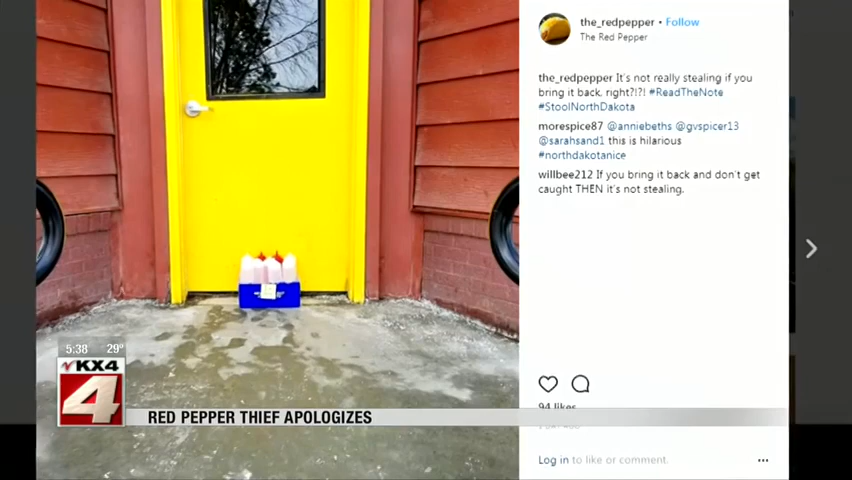 the_redpepper • Follow
The Red Pepper
the_redpepper It's not really stealing if you
bring it back, right?!?! #ReadTheNote
#StoolNorthDakota
morespice87 @anniebeths @gvspicer13
@sarahsand1 this is hilarious
#northdakotanice
willbee212 If you bring it back and don't get
caught THEN it's not stealing.
94 likes
Log in to like or comment.
5:38 29°
KX4
4
RED PEPPER THIEF APOLOGIZES